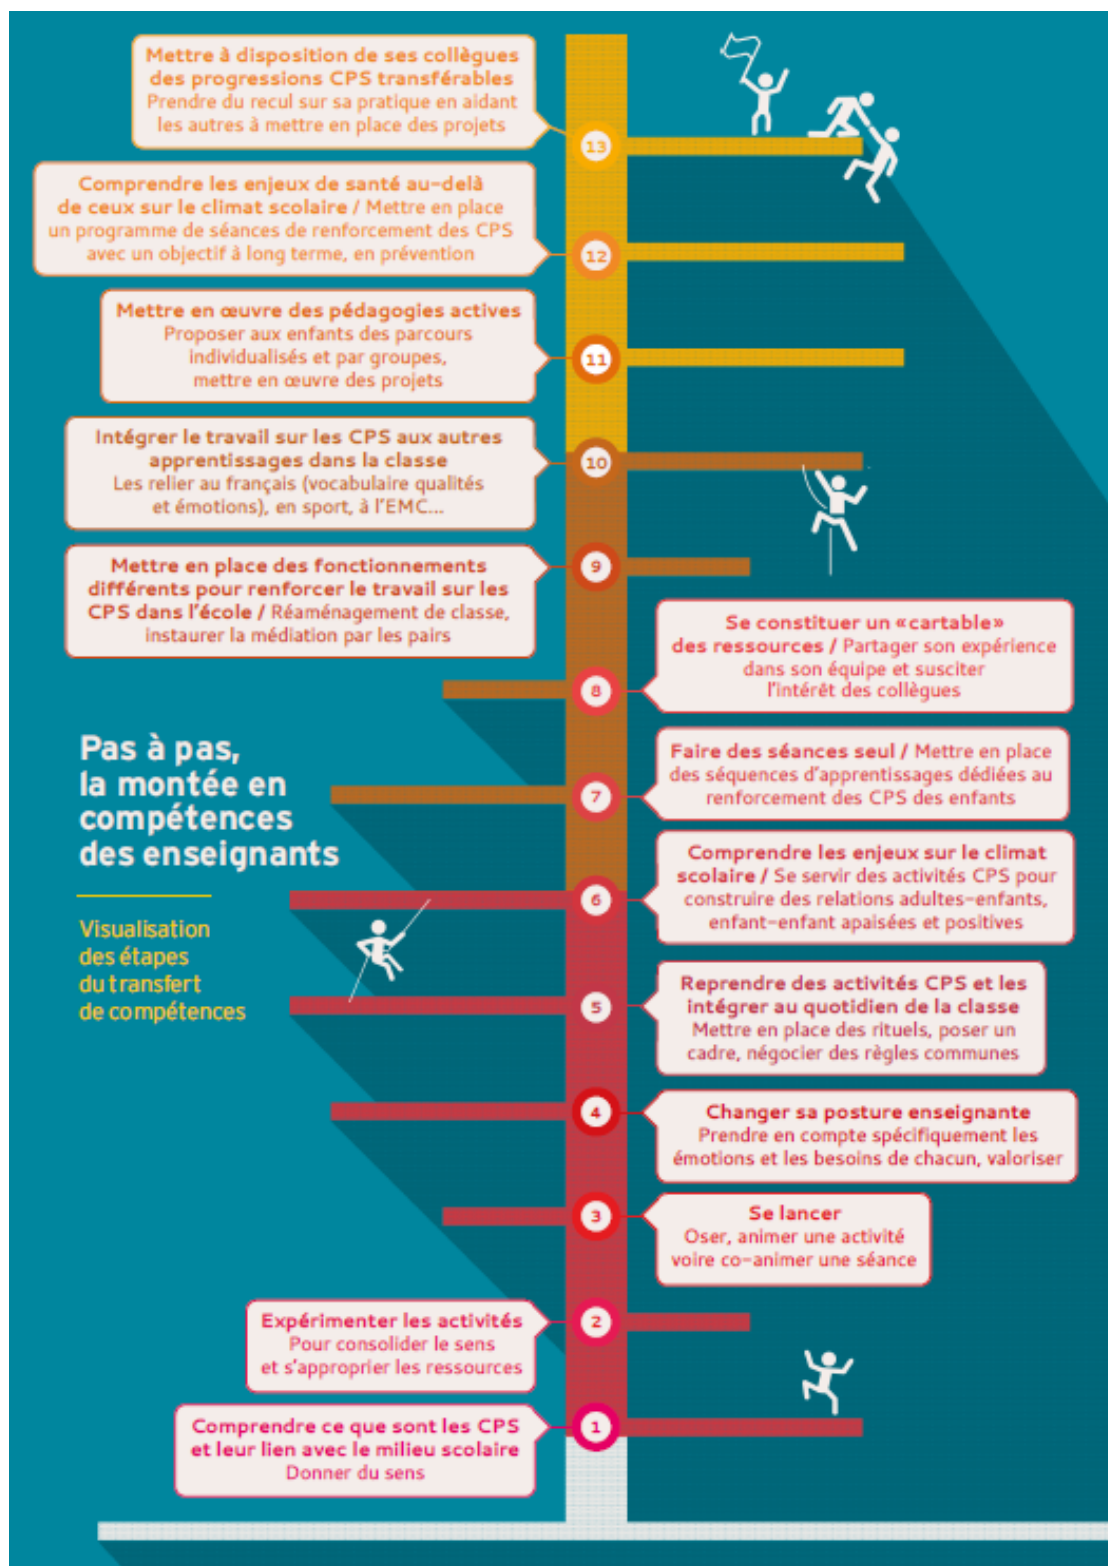 Mettre à disposition de ses collègues
des progressions CPS transférables
Prendre du recul sur sa pratique en aidant
les autres à mettre en place des projets
13
Comprendre les enjeux de santé au-delà
de ceux sur le climat scolaire / Mettre en place
un programme de séances de renforcement des CPS
avec un objectif à long terme, en prévention
12
Mettre en œuvre des pédagogies actives
Proposer aux enfants des parcours
individualisés et par groupes,
mettre en œuvre des projets
11
Intégrer le travail sur les CPS aux autres
apprentissages dans la classe
Les relier au français (vocabulaire qualités
et émotions), en sport, à l'EMC...
10
Mettre en place des fonctionnements
différents pour renforcer le travail sur les
CPS dans l'école / Réaménagement de classe,
instaurer la médiation par les pairs
9
Se constituer un «cartable»
des ressources / Partager son expérience
dans son équipe et susciter
l'intérêt des collègues
8
Pas à pas,
la montée en
compétences
des enseignants
Visualisation
des étapes
du transfert
de compétences
Faire des séances seul / Mettre en place
des séquences d'apprentissages dédiées au
renforcement des CPS des enfants
7
Comprendre les enjeux sur le climat
scolaire / Se servir des activités CPS pour
construire des relations adultes-enfants,
enfant-enfant apaisées et positives
6
Reprendre des activités CPS et les
intégrer au quotidien de la classe
Mettre en place des rituels, poser un
cadre, négocier des règles communes
5
Changer sa posture enseignante
Prendre en compte spécifiquement les
émotions et les besoins de chacun, valoriser
4
Se lancer
Oser, animer une activité
voire co-animer une séance
3
Expérimenter les activités
Pour consolider le sens
et s'approprier les ressources
2
Comprendre ce que sont les CPS
et leur lien avec le milieu scolaire
Donner du sens
1